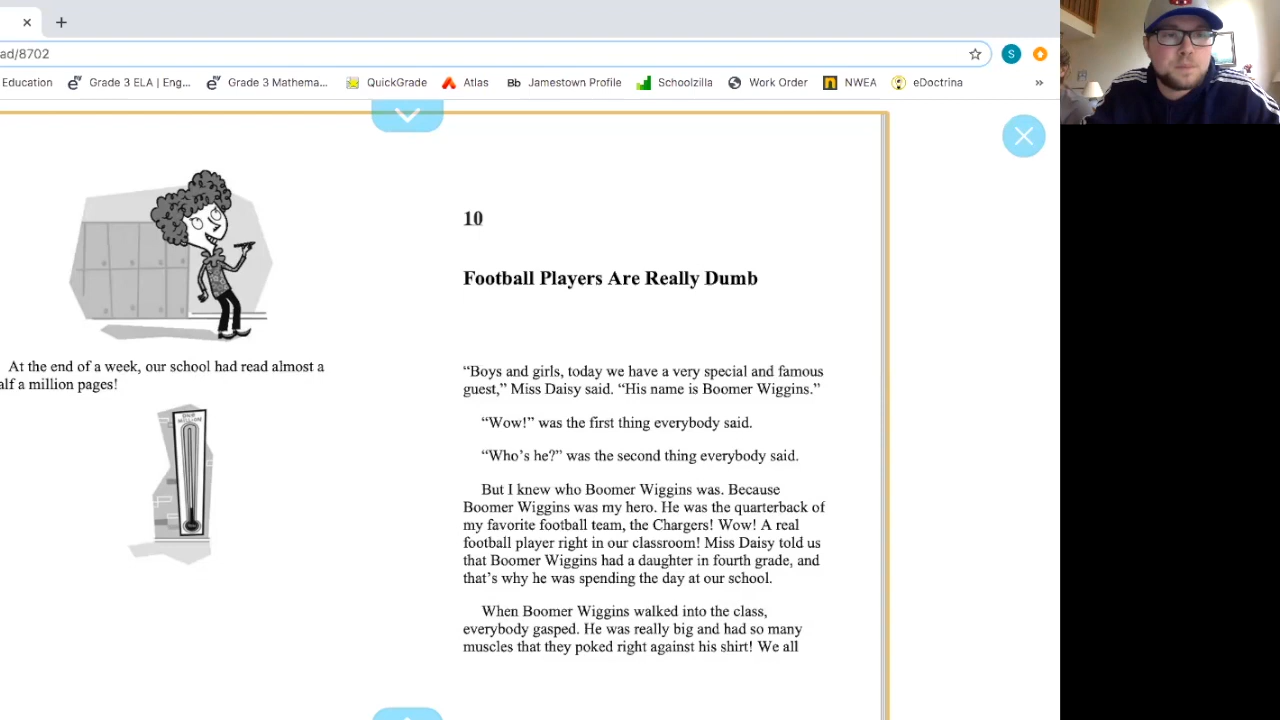 ad/8702
S
Education
Grade 3 ELA | Eng...
Grade 3 Mathema...
QuickGrade
Atlas
Bb Jamestown Profile
Schoolzilla
Work Order
NWEA
eDoctrina
»
At the end of a week, our school had read almost a
alf a million pages!
10
Football Players Are Really Dumb
“Boys and girls, today we have a very special and famous
guest,” Miss Daisy said. “His name is Boomer Wiggins.”
“Wow!” was the first thing everybody said.
“Who’s he?” was the second thing everybody said.
But I knew who Boomer Wiggins was. Because
Boomer Wiggins was my hero. He was the quarterback of
my favorite football team, the Chargers! Wow! A real
football player right in our classroom! Miss Daisy told us
that Boomer Wiggins had a daughter in fourth grade, and
that’s why he was spending the day at our school.
When Boomer Wiggins walked into the class,
everybody gasped. He was really big and had so many
muscles that they poked right against his shirt! We all